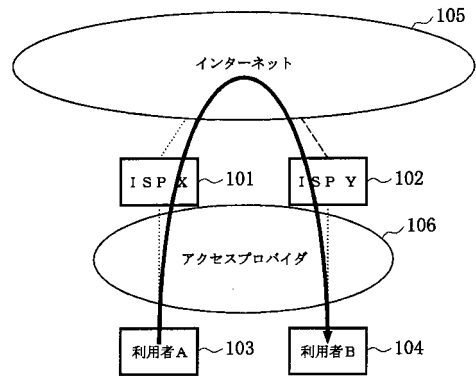 105
インターネット
ISP X
101
ISP Y
102
106
アクセスプロバイダ
利用者A
103
利用者B
104